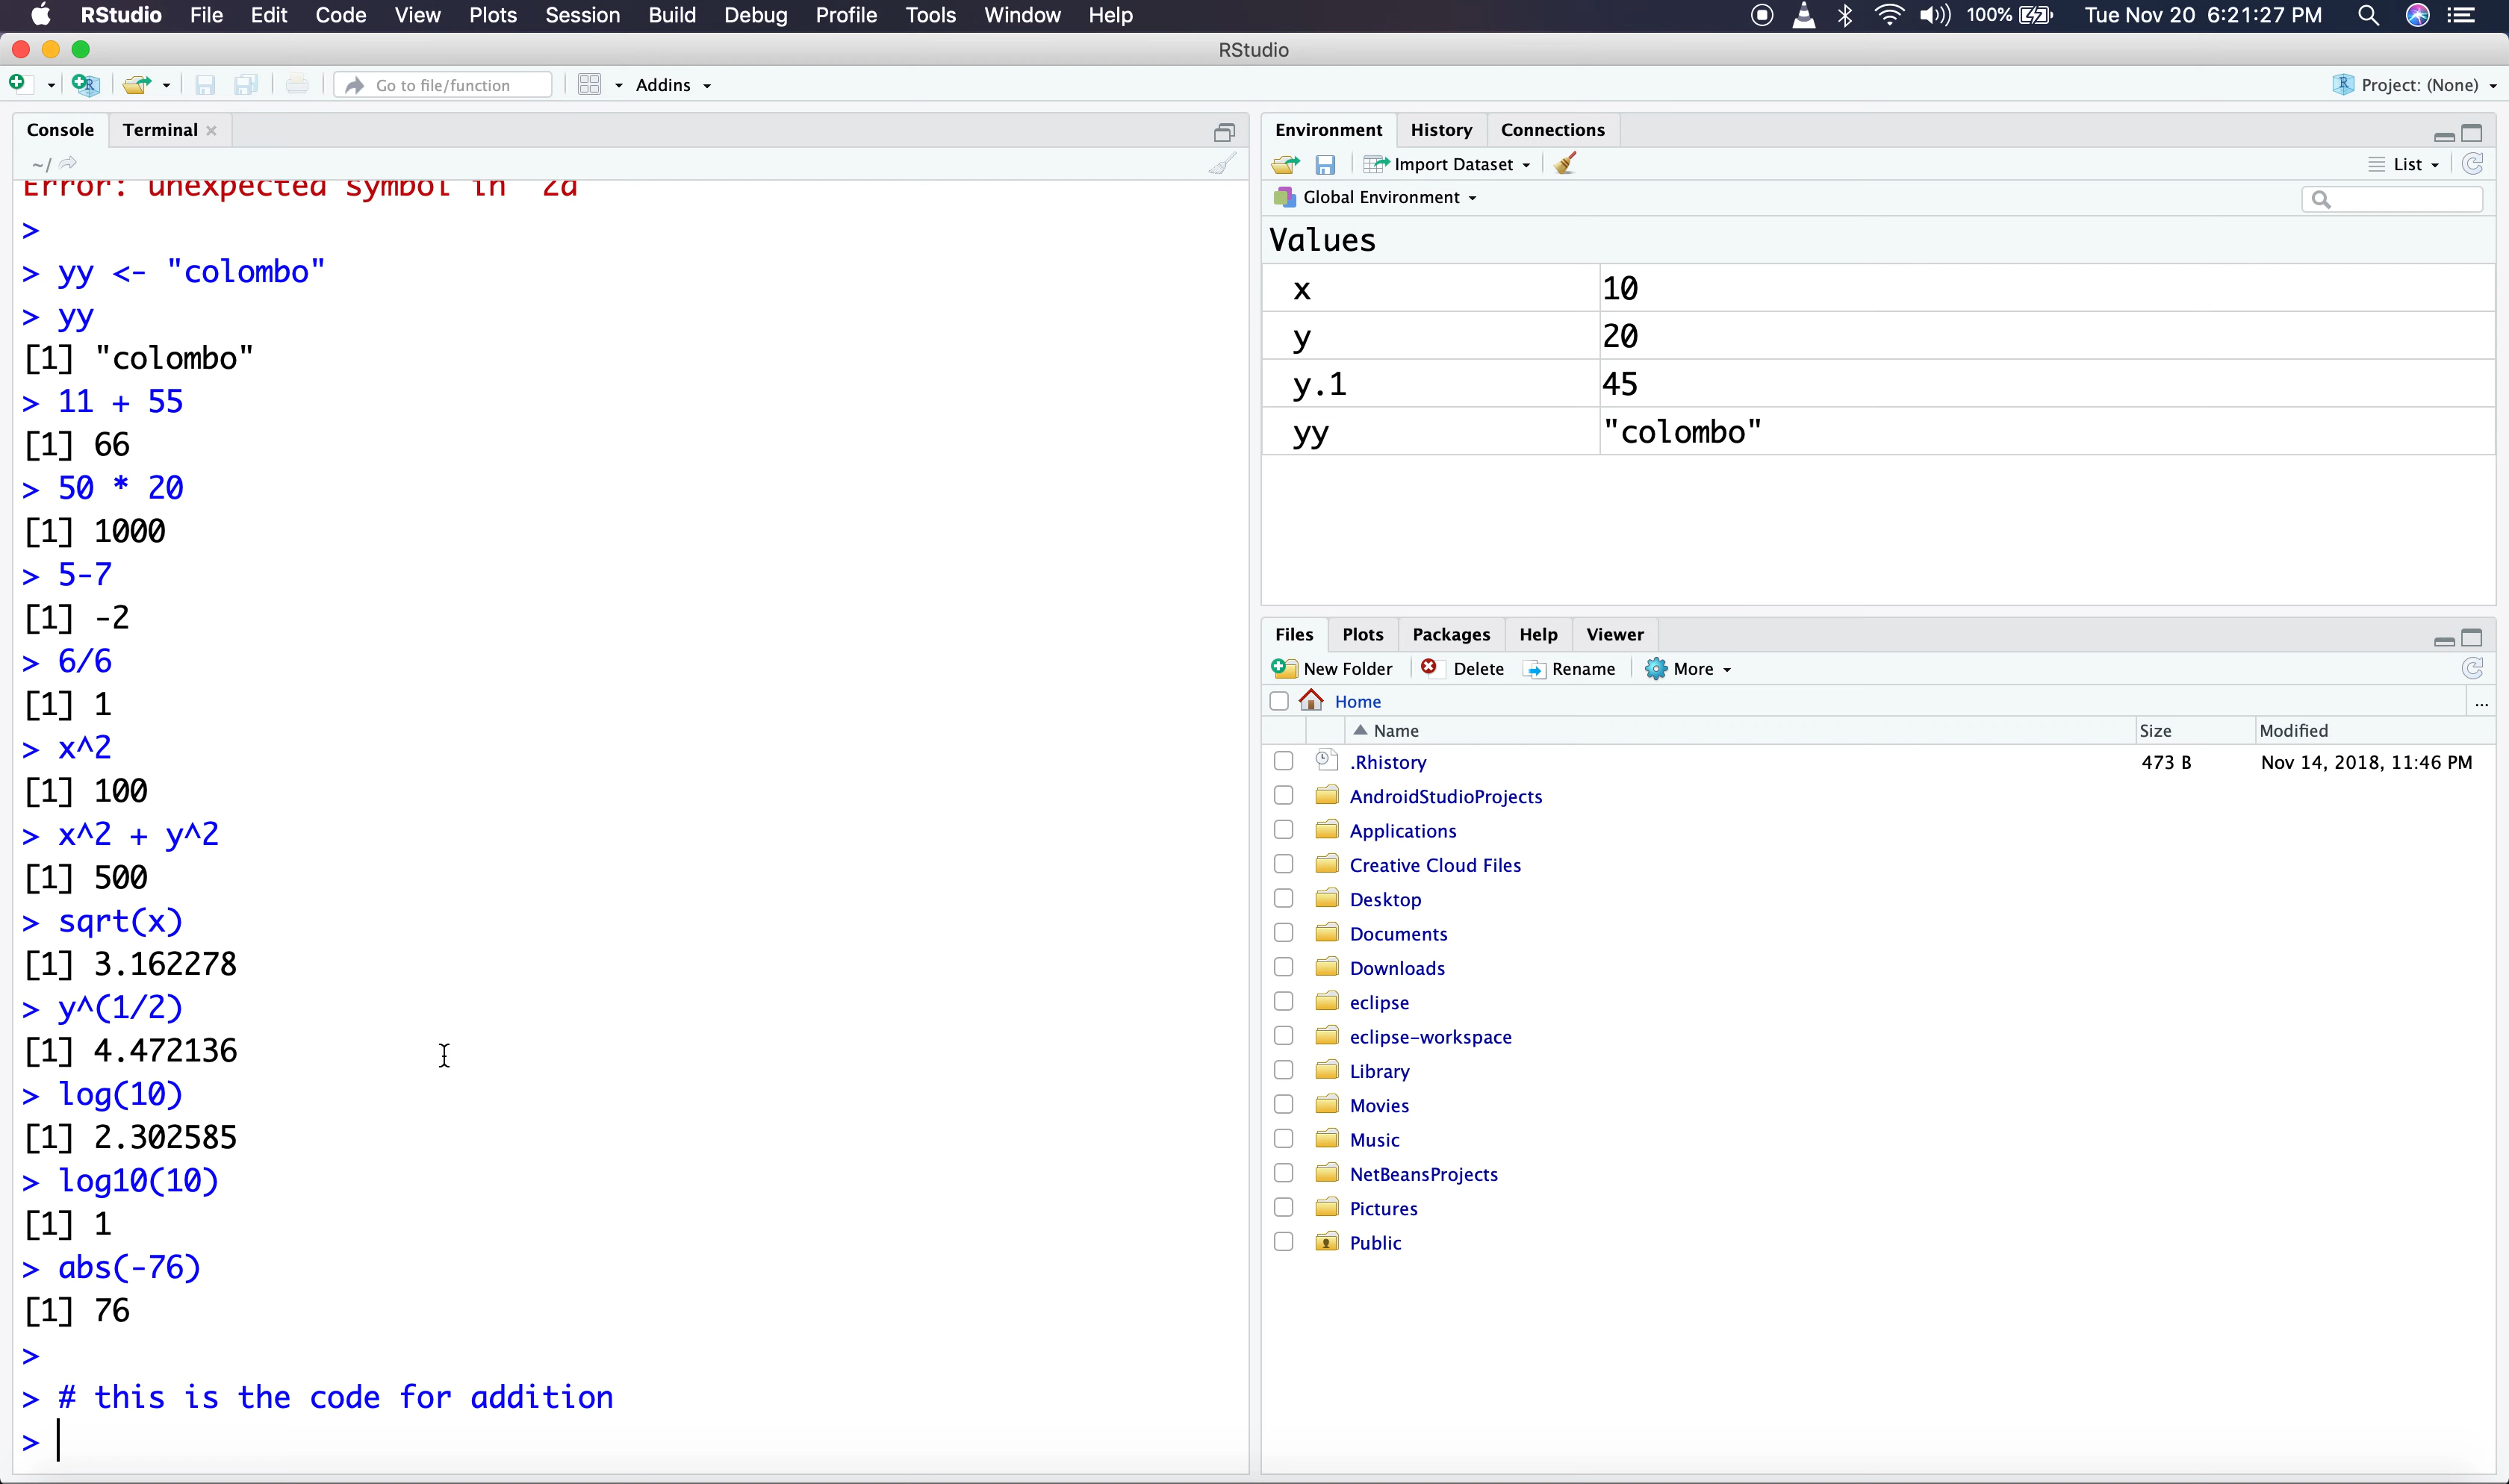 RStudio File Edit Code View Plots Session Build Debug Profile Tools Window Help 100% Tue Nov 20 6:21:27 PM
RStudio
Go to file/function Addins Project: (None)
Console Terminal
~/
Error: unexpected symbol in "2d"
>
> yy <- "colombo"
> yy
[1] "colombo"
> 11 + 55
[1] 66
> 50 * 20
[1] 1000
> 5-7
[1] -2
> 6/6
[1] 1
> x^2
[1] 100
> x^2 + y^2
[1] 500
> sqrt(x)
[1] 3.162278
> y^(1/2)
[1] 4.472136
> log(10)
[1] 2.302585
> log10(10)
[1] 1
> abs(-76)
[1] 76
>
> # this is the code for addition
>
Environment History Connections
Import Dataset List
Global Environment
Values
x 10
y 20
y.1 45
yy "colombo"
Files Plots Packages Help Viewer
New Folder Delete Rename More
Home ...
Name Size Modified
.Rhistory 473 B Nov 14, 2018, 11:46 PM
AndroidStudioProjects
Applications
Creative Cloud Files
Desktop
Documents
Downloads
eclipse
eclipse-workspace
Library
Movies
Music
NetBeansProjects
Pictures
Public